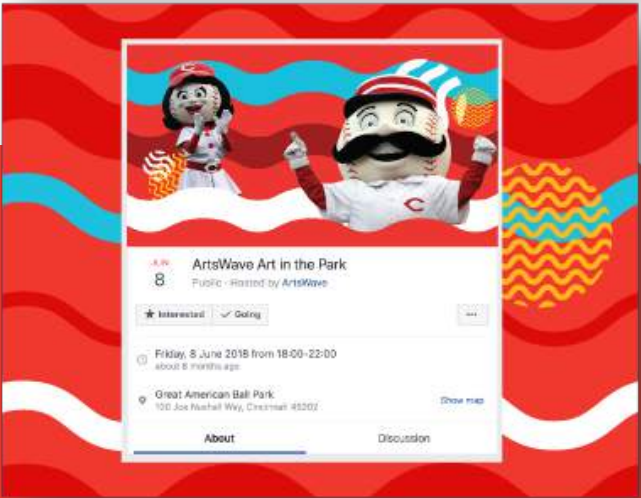 C
JUN
8
ArtsWave Art in the Park
Public · Hosted by ArtsWave
★ Interested
✓ Going
...
Friday, 8 June 2018 from 18:00-22:00
about 8 months ago
Great American Ball Park
100 Joe Nuxhall Way, Cincinnati 45202
Show map
About
Discussion